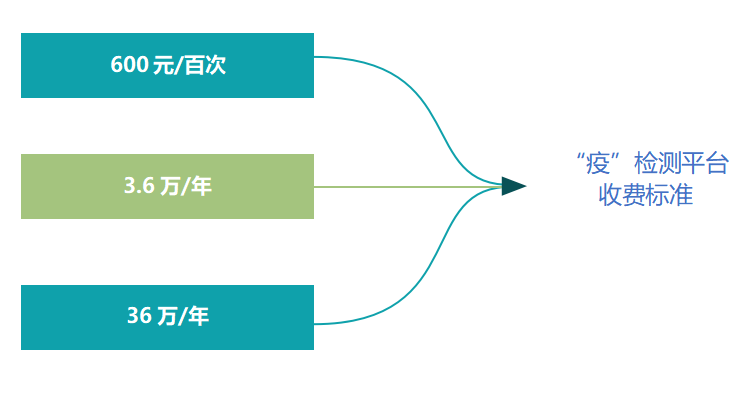 600 元/百次
3.6 万/年
36 万/年
“疫”检测平台
收费标准